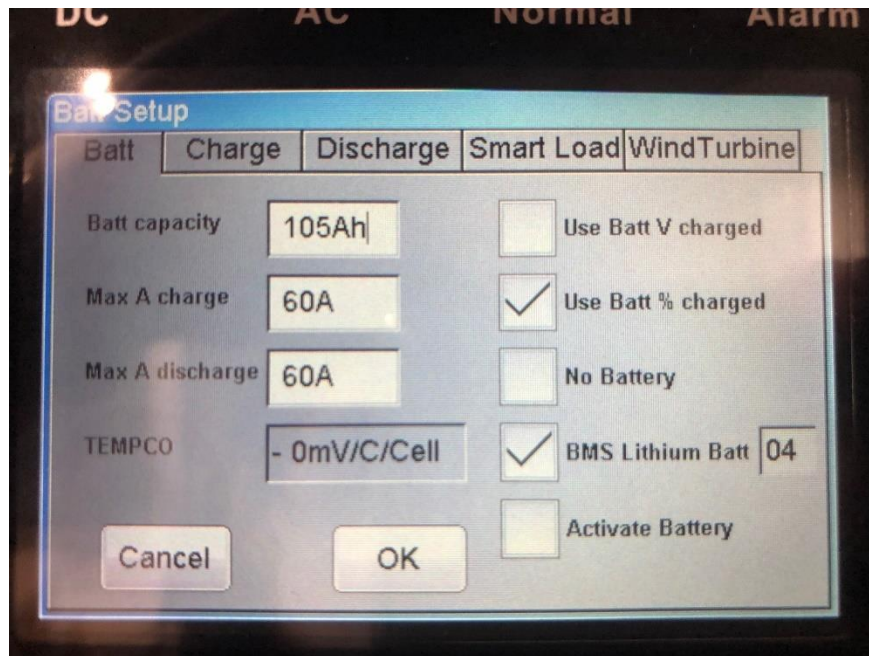 DC AC Normal Alarm
Batt Setup
Batt Charge Discharge Smart Load WindTurbine
Batt capacity 105Ah Use Batt V charged
Max A charge 60A Use Batt % charged
Max A discharge 60A No Battery
TEMPCO - 0mV/C/Cell BMS Lithium Batt 04
Activate Battery
Cancel OK